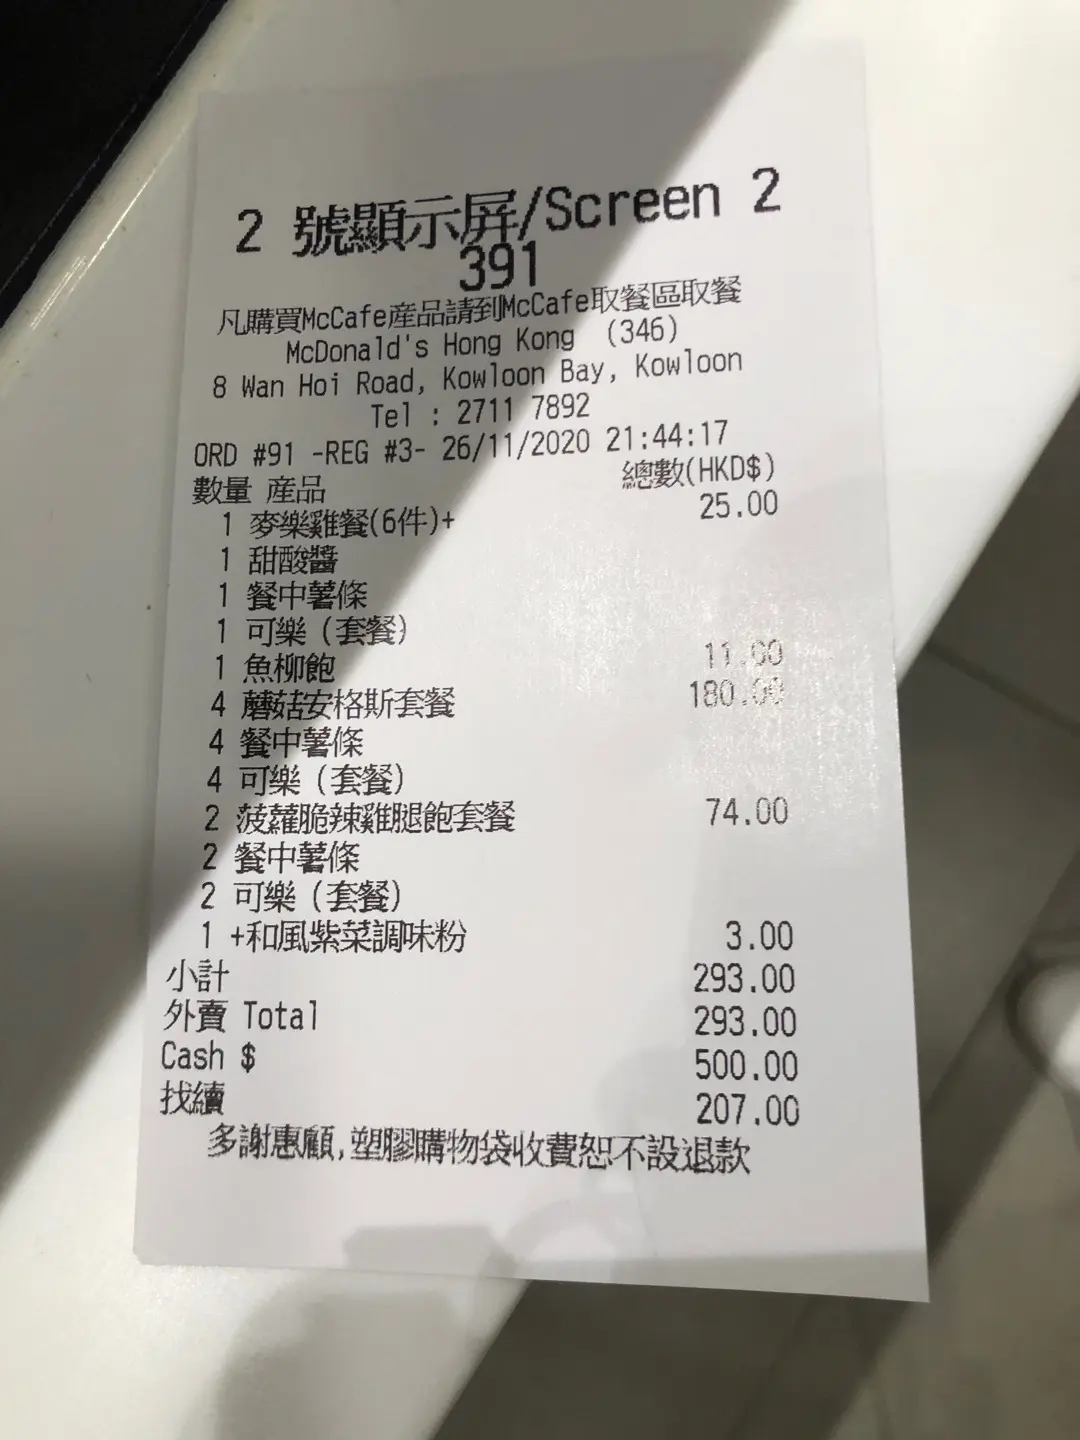 2 號顯示屏/Screen 2
391
凡購買McCafe産品請到McCafe取餐區取餐
McDonald's Hong Kong (346)
8 Wan Hoi Road, Kowloon Bay, Kowloon
Tel : 2711 7892
ORD #91 -REG #3- 26/11/2020 21:44:17
數量 産品 總數(HKD$)
1 麥樂雞餐(6件)+ 25.00
1 甜酸醬
1 餐中薯條
1 可樂 (套餐)
1 魚柳飽 11.00
4 蘑菇安格斯套餐 180.00
4 餐中薯條
4 可樂 (套餐)
2 菠蘿脆辣雞腿飽套餐 74.00
2 餐中薯條
2 可樂 (套餐)
1 +和風紫菜調味粉 3.00
小計 293.00
外賣 Total 293.00
Cash $ 500.00
找續 207.00
多謝惠顧,塑膠購物袋收費恕不設退款